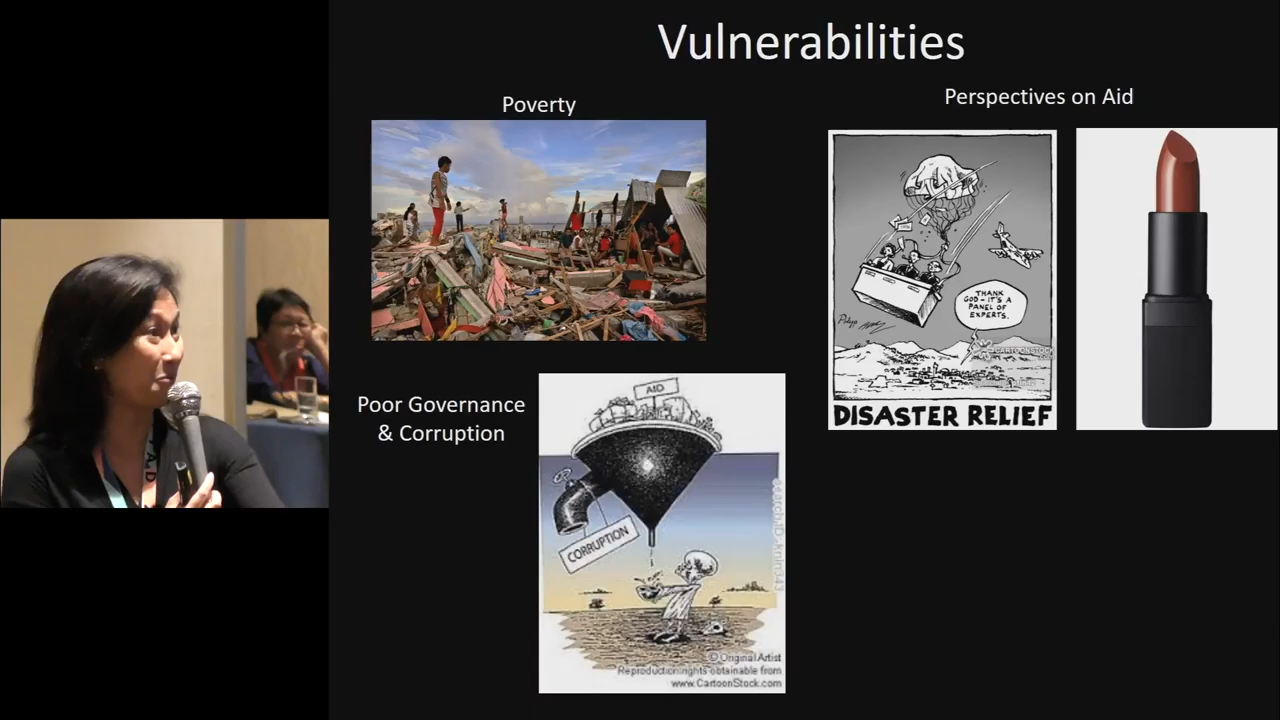 Vulnerabilities
Poverty
Perspectives on Aid
THANK
GOD - IT'S A
PANEL OF
EXPERTS.
CARTOONSTOCK
DISASTER RELIEF
Poor Governance
& Corruption
AID
CORRUPTION
© Original Artist
Reproduction rights obtainable from
www.CartoonStock.com